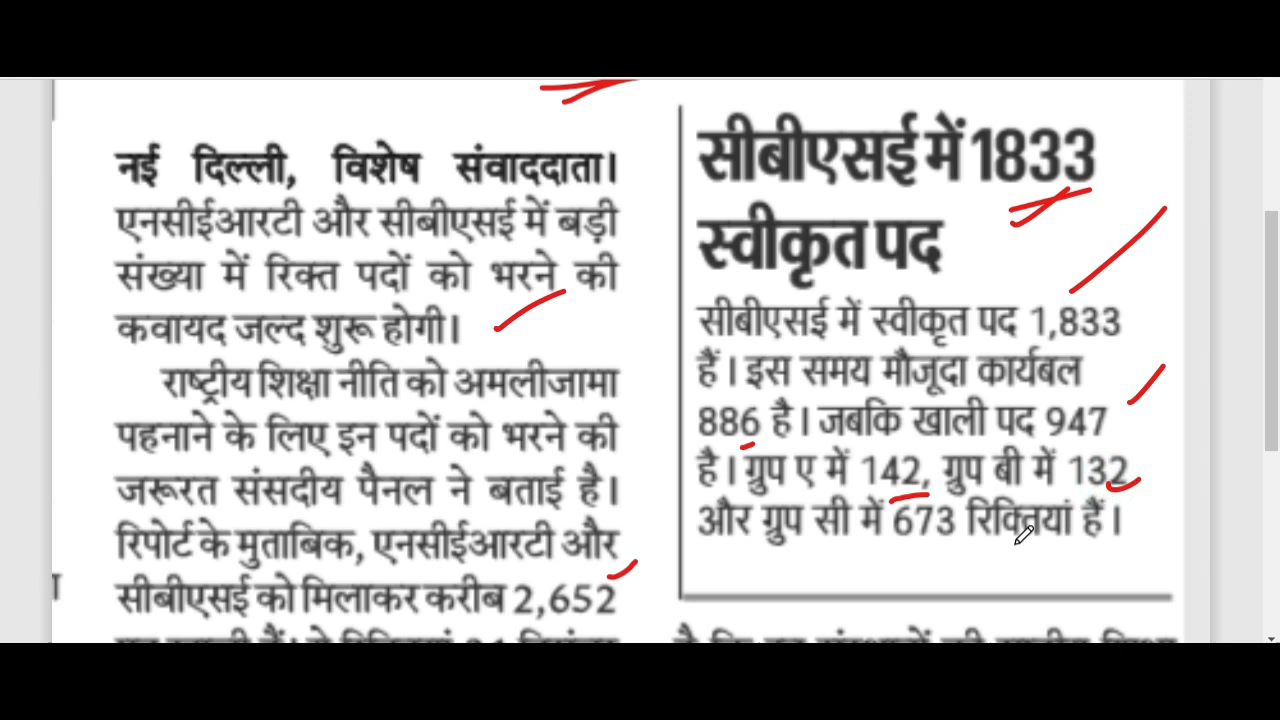 नई दिल्ली, विशेष संवाददाता।
एनसीईआरटी और सीबीएसई में बड़ी
संख्या में रिक्त पदों को भरने की
कवायद जल्द शुरू होगी।
राष्ट्रीय शिक्षा नीति को अमलीजामा
पहनाने के लिए इन पदों को भरने की
जरूरत संसदीय पैनल ने बताई है।
रिपोर्ट के मुताबिक, एनसीईआरटी और
सीबीएसई को मिलाकर करीब 2,652
सीबीएसई में 1833
स्वीकृत पद
सीबीएसई में स्वीकृत पद 1,833
हैं। इस समय मौजूदा कार्यबल
886 है। जबकि खाली पद 947
है। ग्रुप ए में 142, ग्रुप बी में 132
और ग्रुप सी में 673 रिक्तियां हैं।